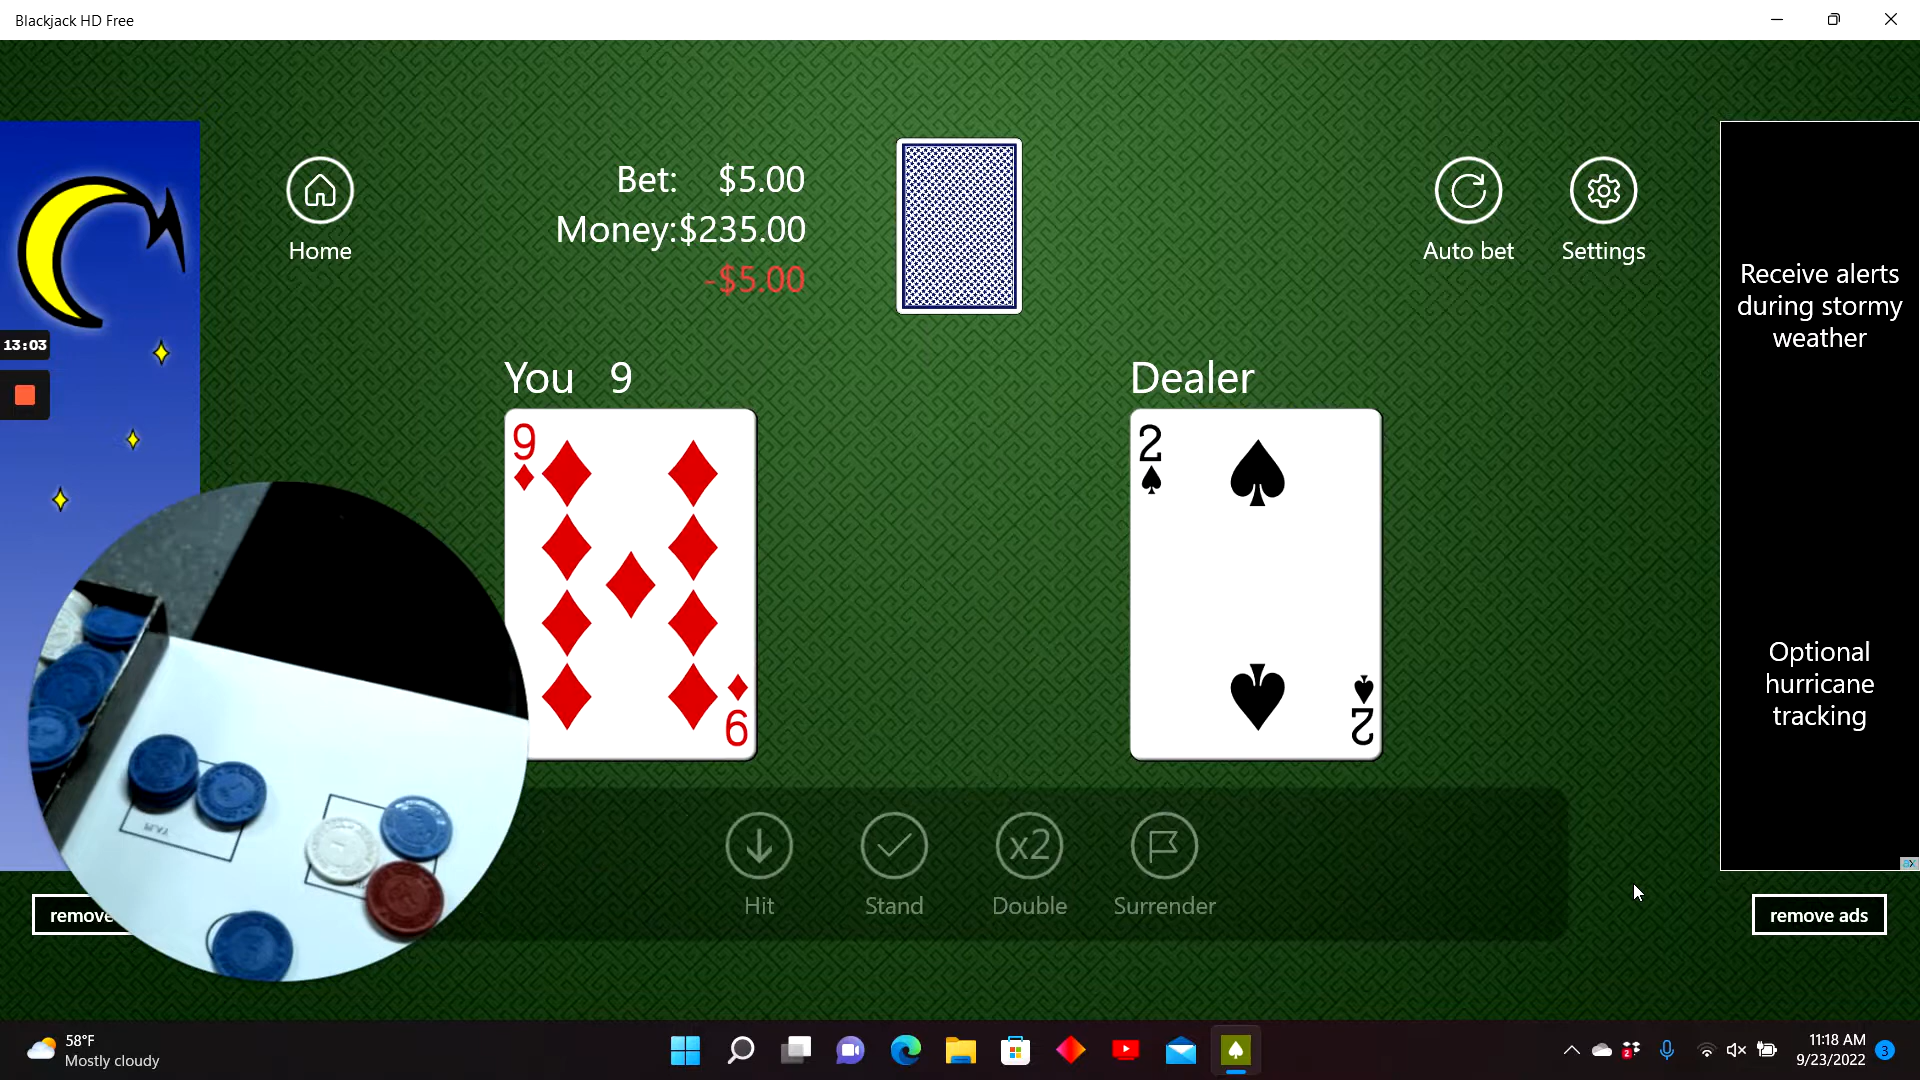 Blackjack HD Free
Home
Bet: $5.00
Money:$235.00
-$5.00
Auto bet
Settings
Receive alerts
during stormy
weather
13:03
You 9
Dealer
9
9
2
2
Optional
hurricane
tracking
x2
Hit
Stand
Double
Surrender
remove
remove ads
58°F
Mostly cloudy
2
11:18 AM
9/23/2022
3